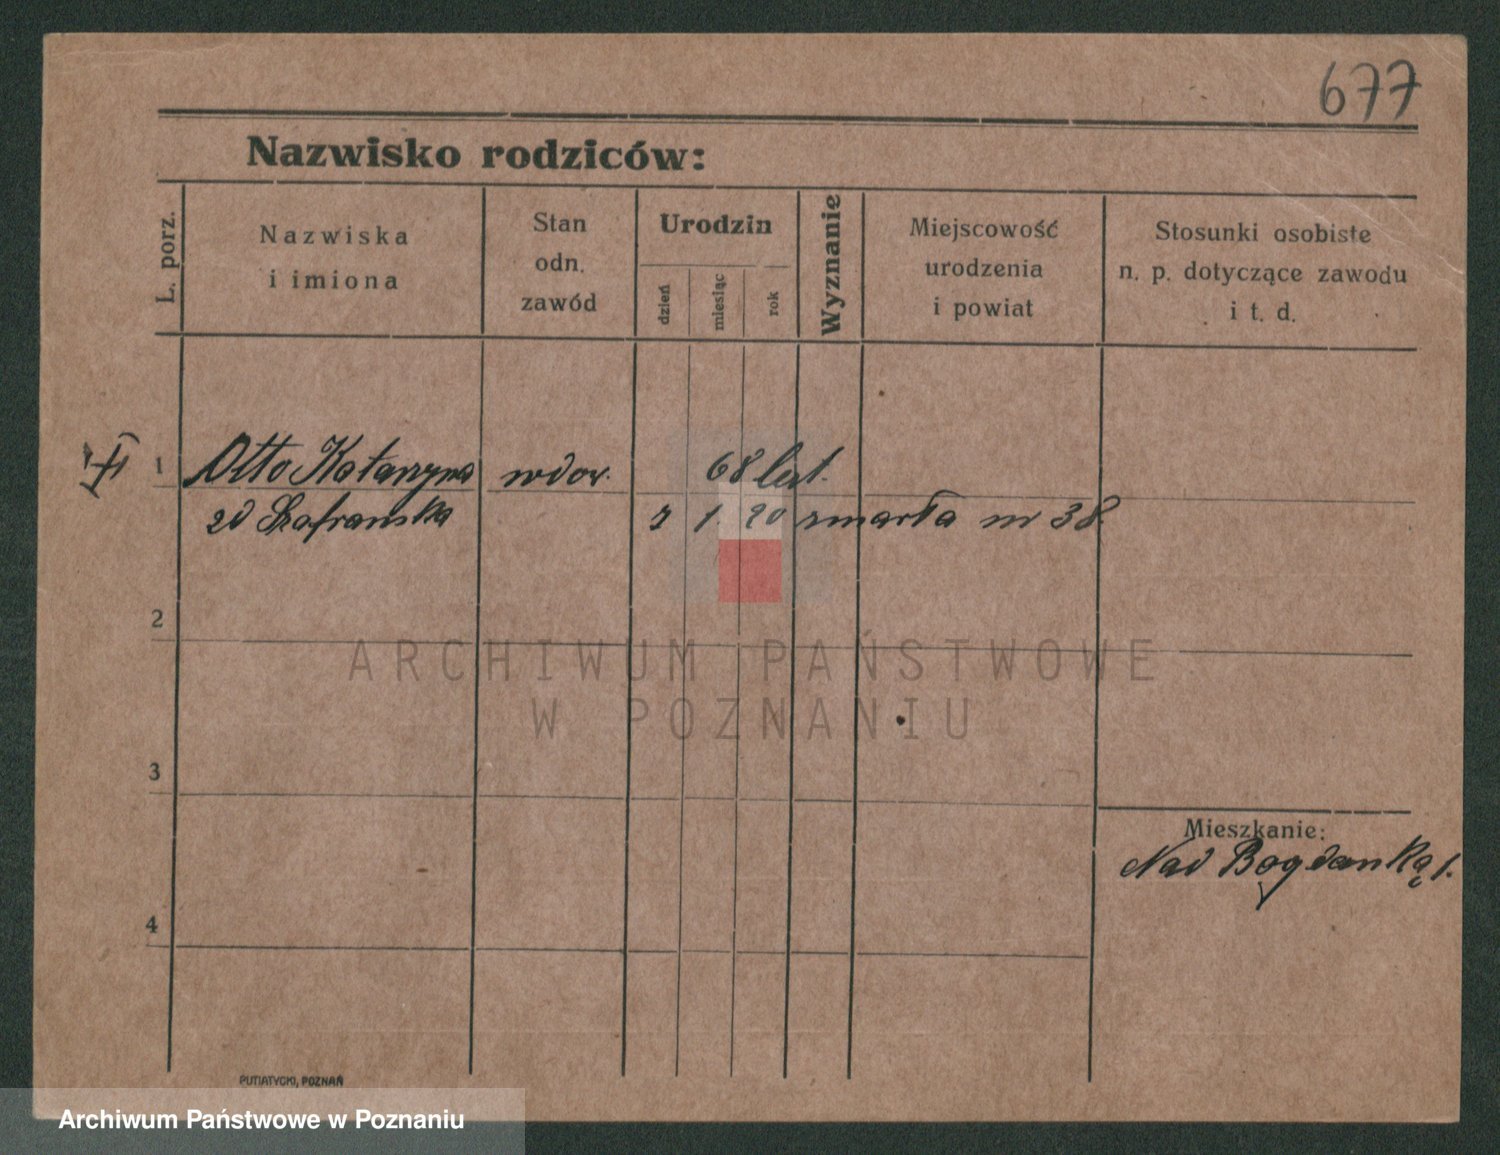 677
Nazwisko rodziców:
L. porz.
Nazwiska
i imiona
Stan
odn.
zawód
Urodzin
dzień
miesiąc
rok
Wyznanie
Miejscowość
urodzenia
i powiat
Stosunki osobiste
n. p. dotyczące zawodu
i t. d.
1 Otto Katarzyna wdow. 68 lat.
zd Szafrańska 7 1. 20 zmarła nr 38.
2
ARCHIWUM PAŃSTWOWE
W POZNANIU
3
Mieszkanie:
Nad Bogdanką 1.
4
PUTIATYCKI, POZNAŃ
Archiwum Państwowe w Poznaniu